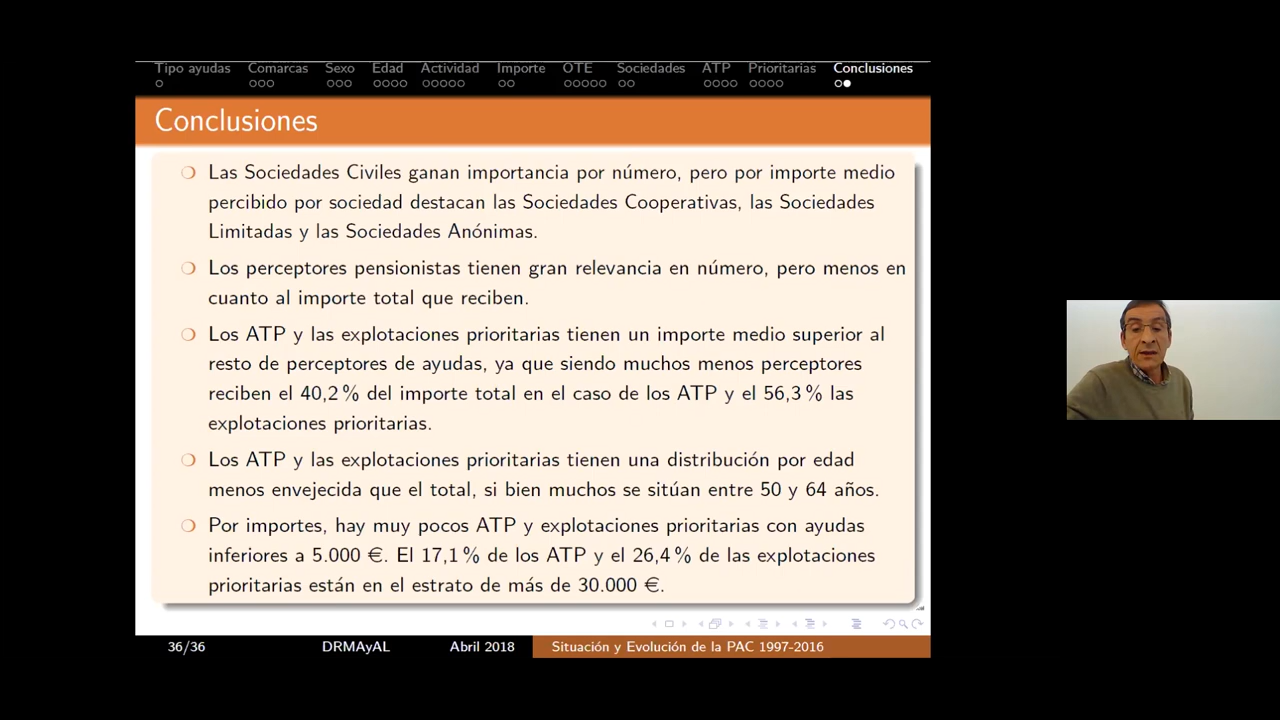 Tipo ayudas Comarcas Sexo Edad Actividad Importe OTE Sociedades ATP Prioritarias Conclusiones
Conclusiones
Las Sociedades Civiles ganan importancia por número, pero por importe medio
percibido por sociedad destacan las Sociedades Cooperativas, las Sociedades
Limitadas y las Sociedades Anónimas.
Los perceptores pensionistas tienen gran relevancia en número, pero menos en
cuanto al importe total que reciben.
Los ATP y las explotaciones prioritarias tienen un importe medio superior al
resto de perceptores de ayudas, ya que siendo muchos menos perceptores
reciben el 40,2 % del importe total en el caso de los ATP y el 56,3 % las
explotaciones prioritarias.
Los ATP y las explotaciones prioritarias tienen una distribución por edad
menos envejecida que el total, si bien muchos se sitúan entre 50 y 64 años.
Por importes, hay muy pocos ATP y explotaciones prioritarias con ayudas
inferiores a 5.000 €. El 17,1 % de los ATP y el 26,4 % de las explotaciones
prioritarias están en el estrato de más de 30.000 €.
36/36 DRMAyAL Abril 2018 Situación y Evolución de la PAC 1997-2016